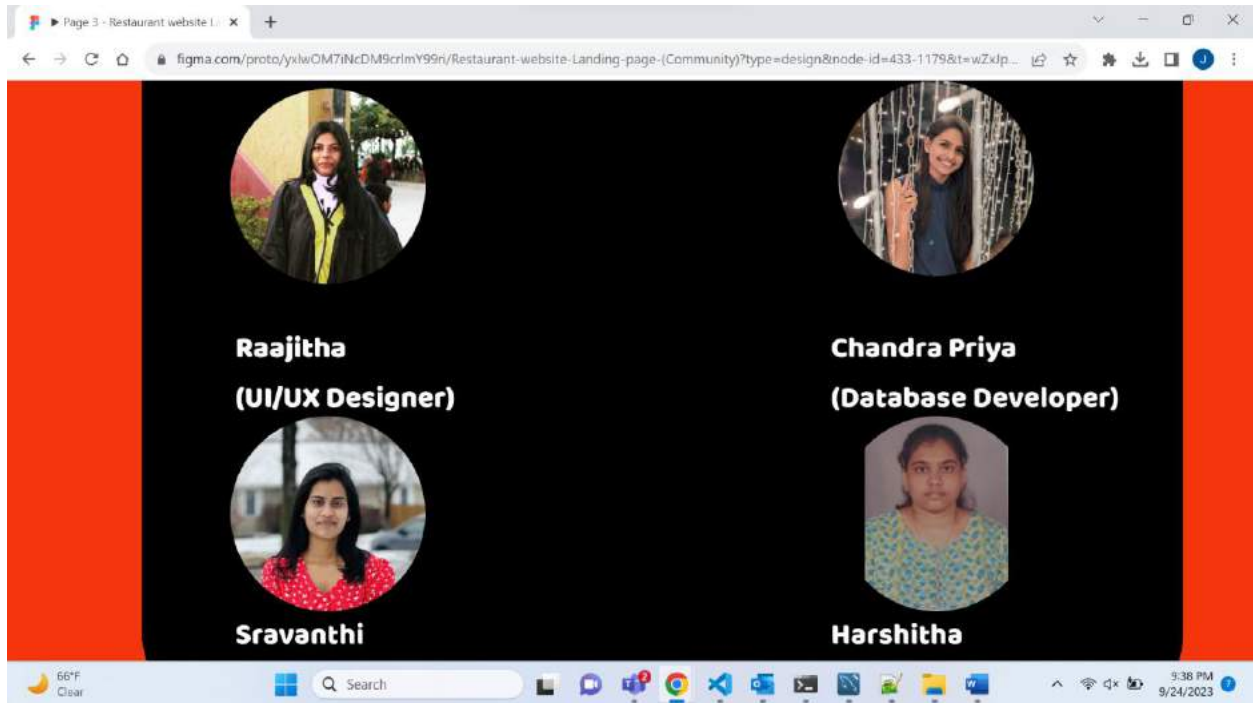 Page 3 - Restaurant website L
figma.com/proto/yxlwOM7iNcDM9crlmY99ri/Restaurant-website-Landing-page-(Community)?type=design&node-id=433-1179&t=wZxJp...
J
Raajitha
Chandra Priya
(UI/UX Designer)
(Database Developer)
Sravanthi
Harshitha
66°F
Clear
Search
2
9:38 PM
9/24/2023
7